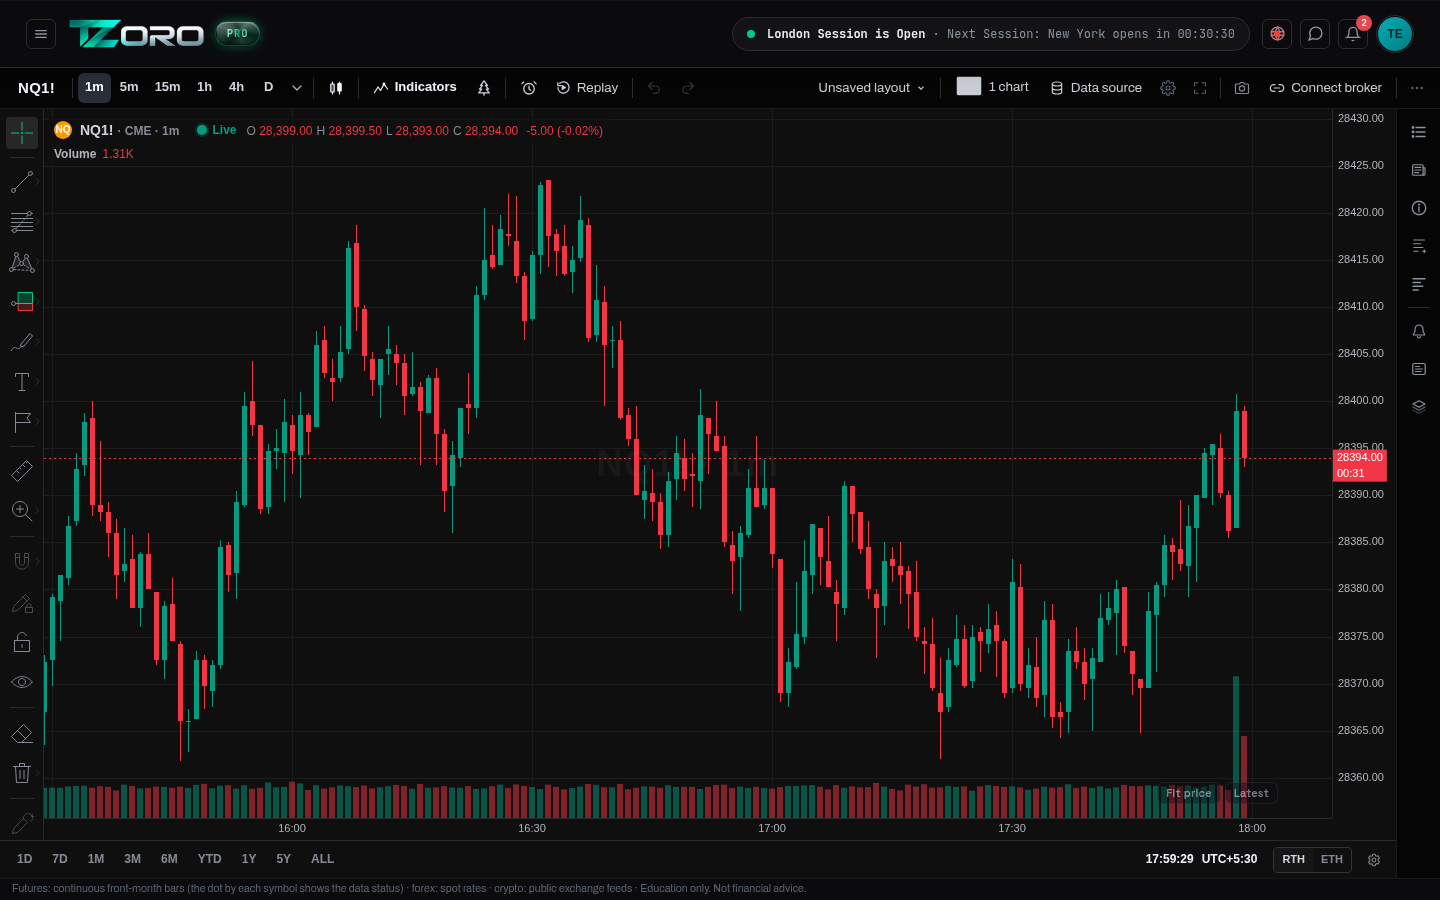 TZORO PRO
London Session is Open · Next Session: New York opens in 00:30:30
2
TE
NQ1! 1m 5m 15m 1h 4h D Indicators Replay Unsaved layout 1 chart Data source Connect broker
NQ NQ1! · CME · 1m Live O 28,399.00 H 28,399.50 L 28,393.00 C 28,394.00 -5.00 (-0.02%)
Volume 1.31K
28430.00
28425.00
28420.00
28415.00
28410.00
28405.00
28400.00
28395.00
28394.00
00:31
28390.00
28385.00
28380.00
28375.00
28370.00
28365.00
28360.00
Fit price Latest
16:00 16:30 17:00 17:30 18:00
1D 7D 1M 3M 6M YTD 1Y 5Y ALL 17:59:29 UTC+5:30 RTH ETH
Futures: continuous front-month bars (the dot by each symbol shows the data status) · forex: spot rates · crypto: public exchange feeds · Education only. Not financial advice.